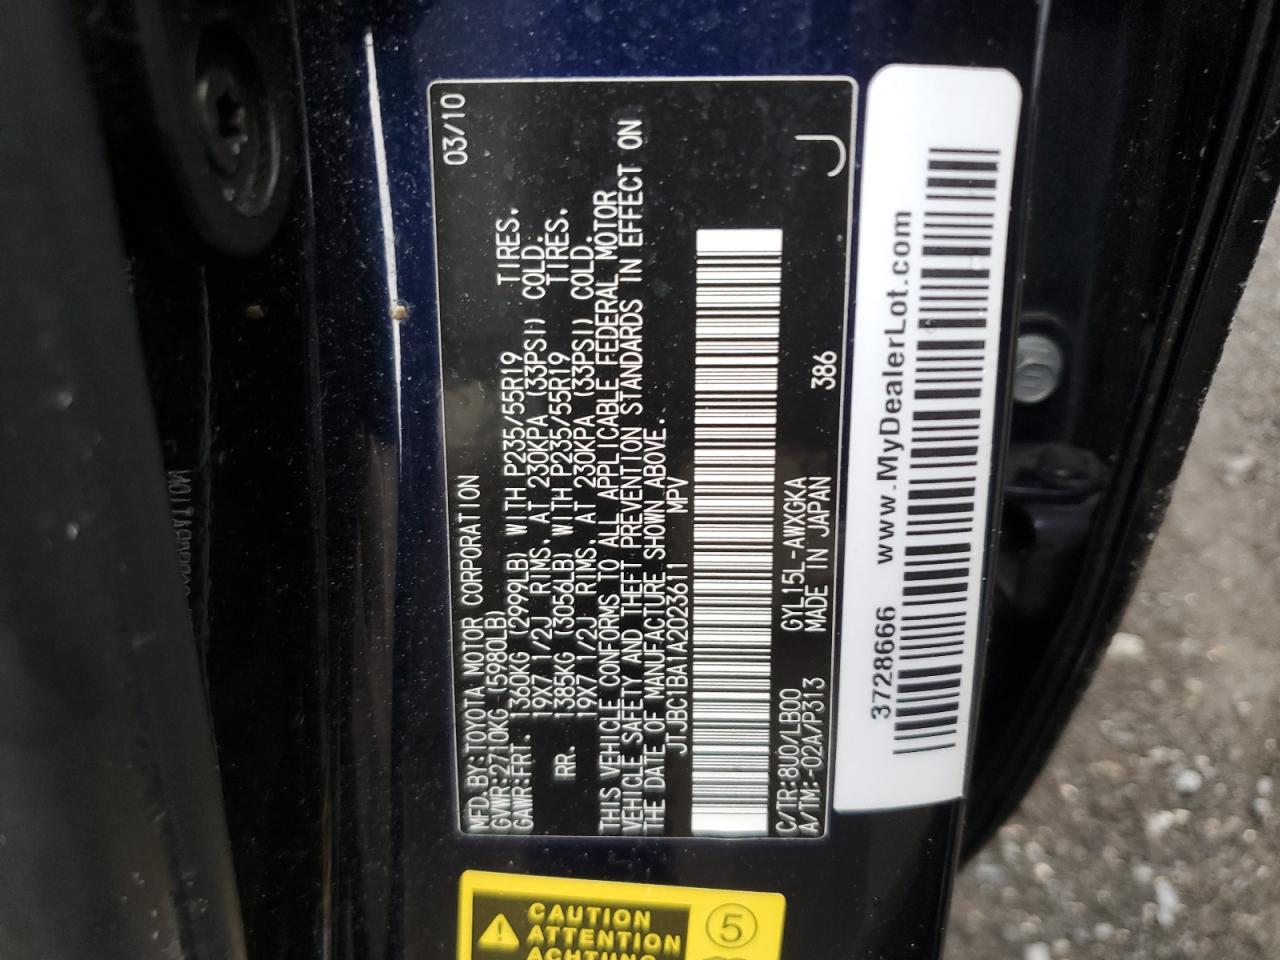 MFD.BY:TOYOTA MOTOR CORPORATION 03/10
GVWR:2710KG (5980LB)
GAWR:FRT. 1360KG (2999LB) WITH P235/55R19 TIRES.
19X7 1/2J RIMS, AT 230KPA (33PSI) COLD.
RR. 1385KG (3056LB) WITH P235/55R19 TIRES.
19X7 1/2J RIMS, AT 230KPA (33PSI) COLD.
THIS VEHICLE CONFORMS TO ALL APPLICABLE FEDERAL MOTOR
VEHICLE SAFETY AND THEFT PREVENTION STANDARDS IN EFFECT ON
THE DATE OF MANUFACTURE SHOWN ABOVE.
JTJBC1BA1A2023611 MPV
C/TR:8U0/LB00 GYL15L-AWXGKA
A/TM:-02A/P313 MADE IN JAPAN 386 J
3728666 www.MyDealerLot.com
CAUTION
ATTENTION
ACHTUNG
5